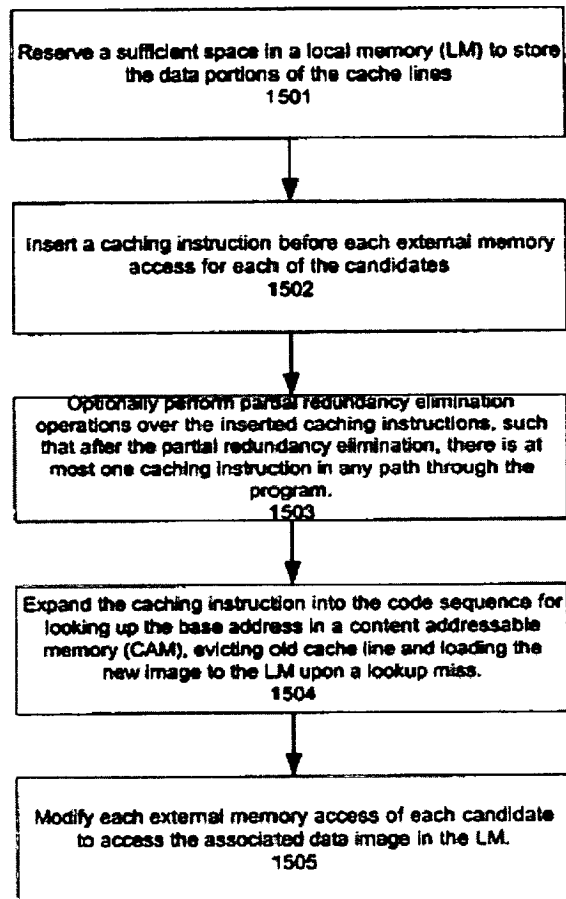 Reserve a sufficient space in a local memory (LM) to store
the data portions of the cache lines
1501
Insert a caching instruction before each external memory
access for each of the candidates
1502
Optionally perform partial redundancy elimination
operations over the inserted caching instructions, such
that after the partial redundancy elimination, there is at
most one caching instruction in any path through the
program.
1503
Expand the caching instruction into the code sequence for
looking up the base address in a content addressable
memory (CAM), evicting old cache line and loading the
new image to the LM upon a lookup miss.
1504
Modify each external memory access of each candidate
to access the associated data image in the LM.
1505